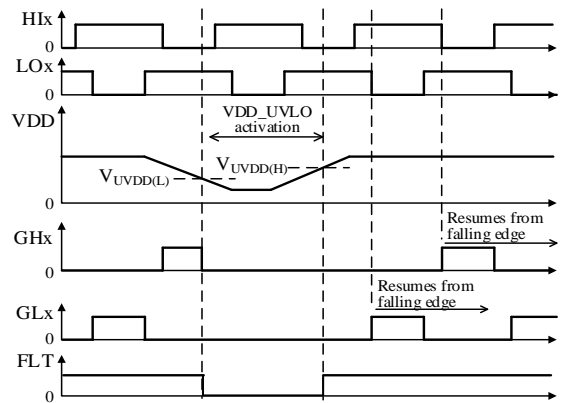 HIx
0
LOx
0
VDD
VDD_UVLO
activation
VUVDD(L)
VUVDD(H)
0
GHx
Resumes from
falling edge
0
Resumes from
falling edge
GLx
0
FLT
0